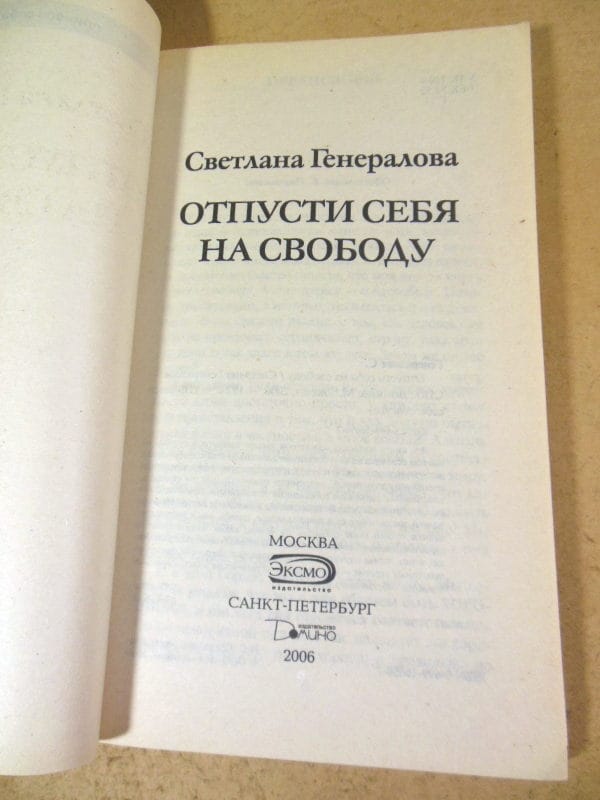 Светлана Генералова
ОТПУСТИ СЕБЯ
НА СВОБОДУ
МОСКВА
ЭКСМО
издательство
САНКТ-ПЕТЕРБУРГ
издательство
Домино
2006